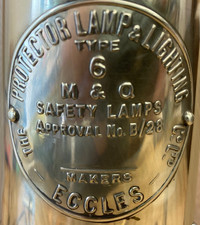 THE PROTECTOR LAMP & LIGHTING Co LTD
TYPE
6
M & Q
SAFETY LAMPS
APPROVAL No. B/28
MAKERS
ECCLES